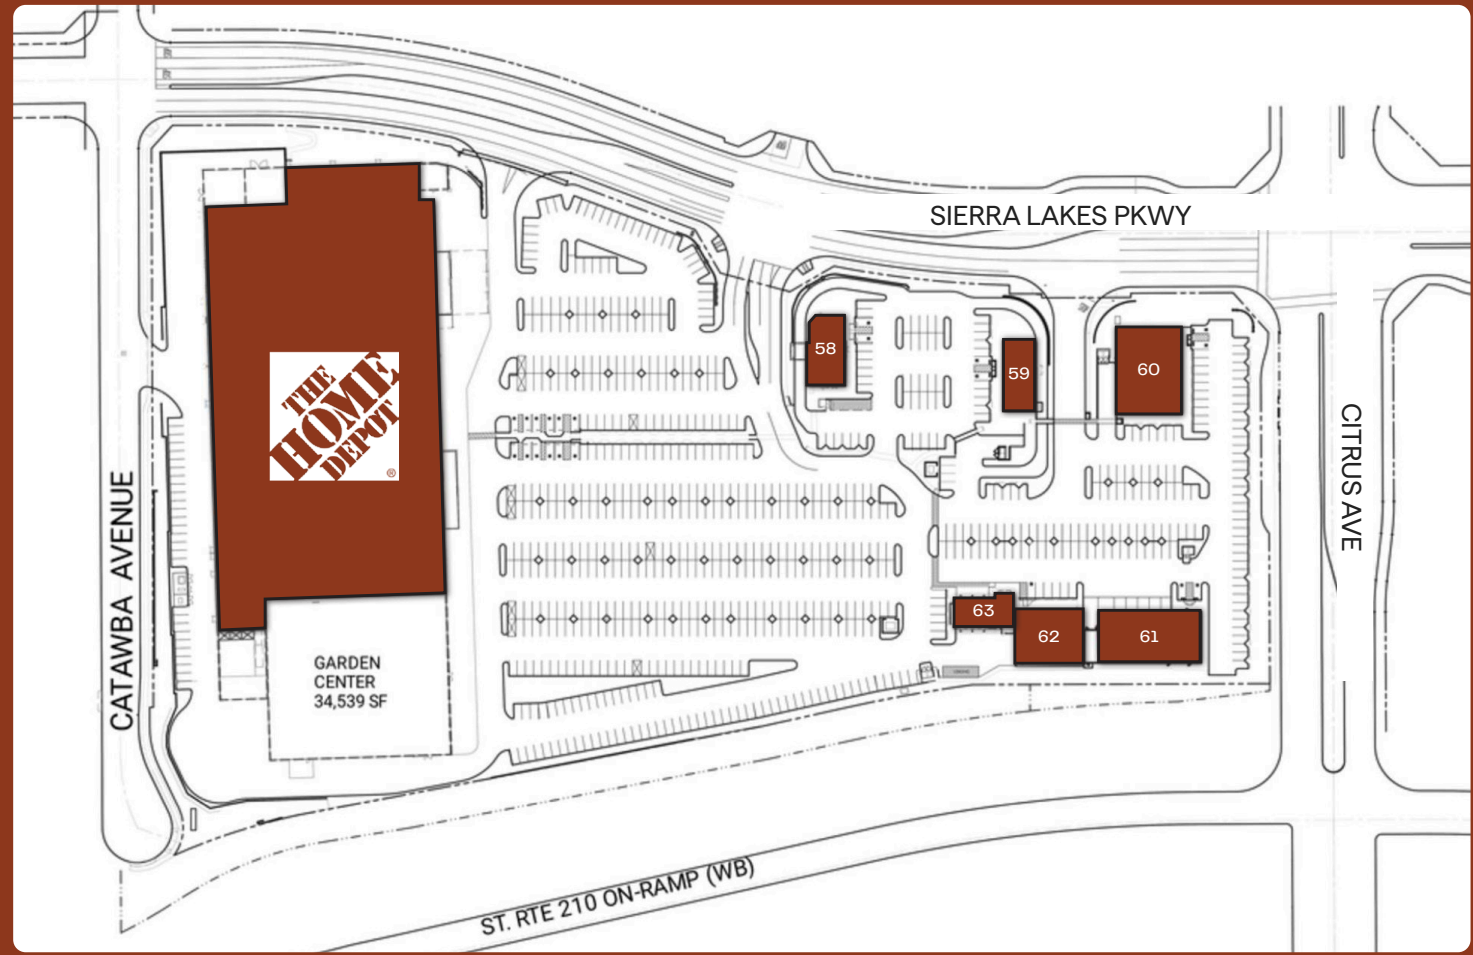 SIERRA LAKES PKWY
CATAWBA AVENUE
CITRUS AVE
THE
HOME
DEPOT
®
58
59
60
63
62
61
GARDEN
CENTER
34,539 SF
ST. RTE 210 ON-RAMP (WB)